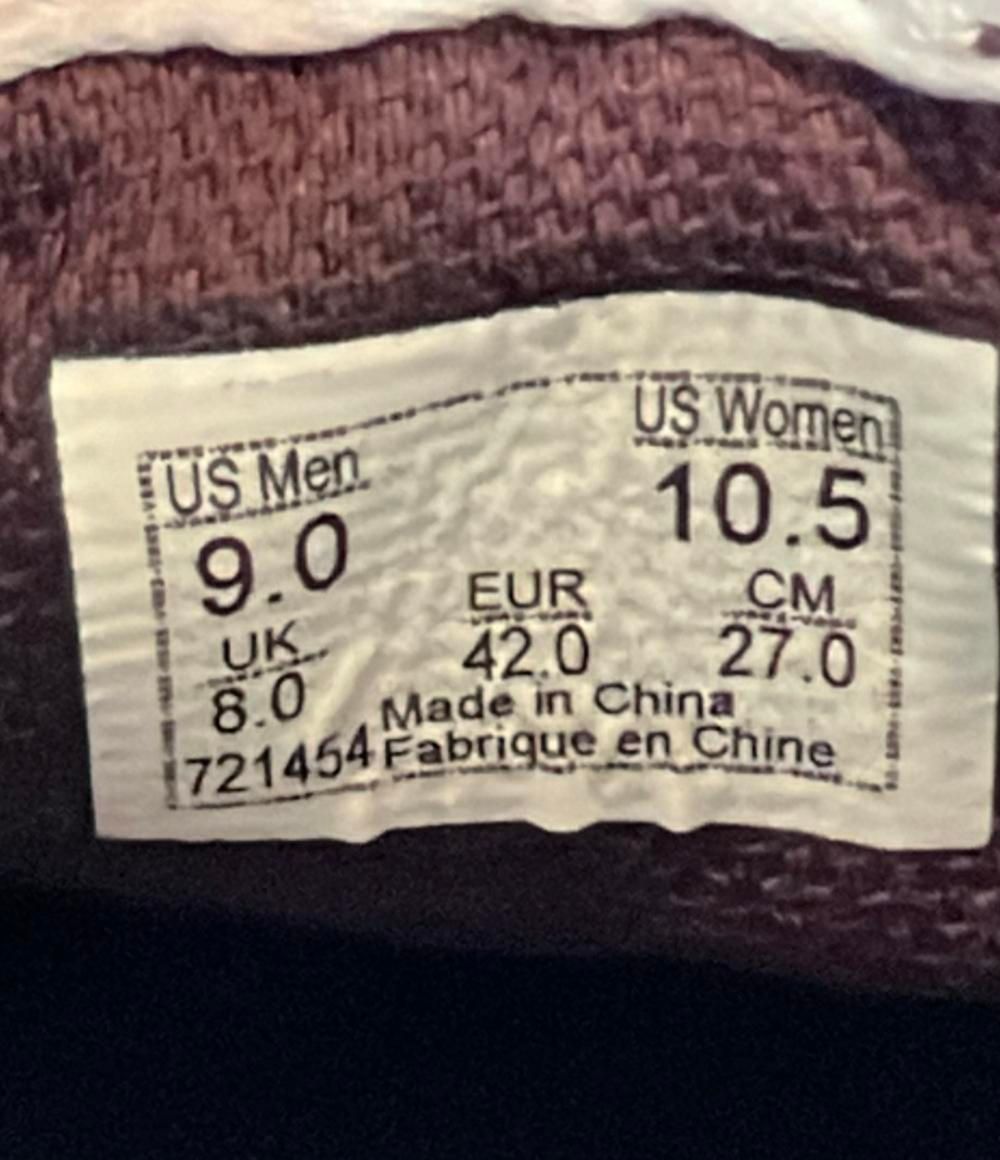 US Men
US Women
9.0
10.5
UK
EUR
CM
8.0
42.0
27.0
Made in China
721454
Fabrique en Chine